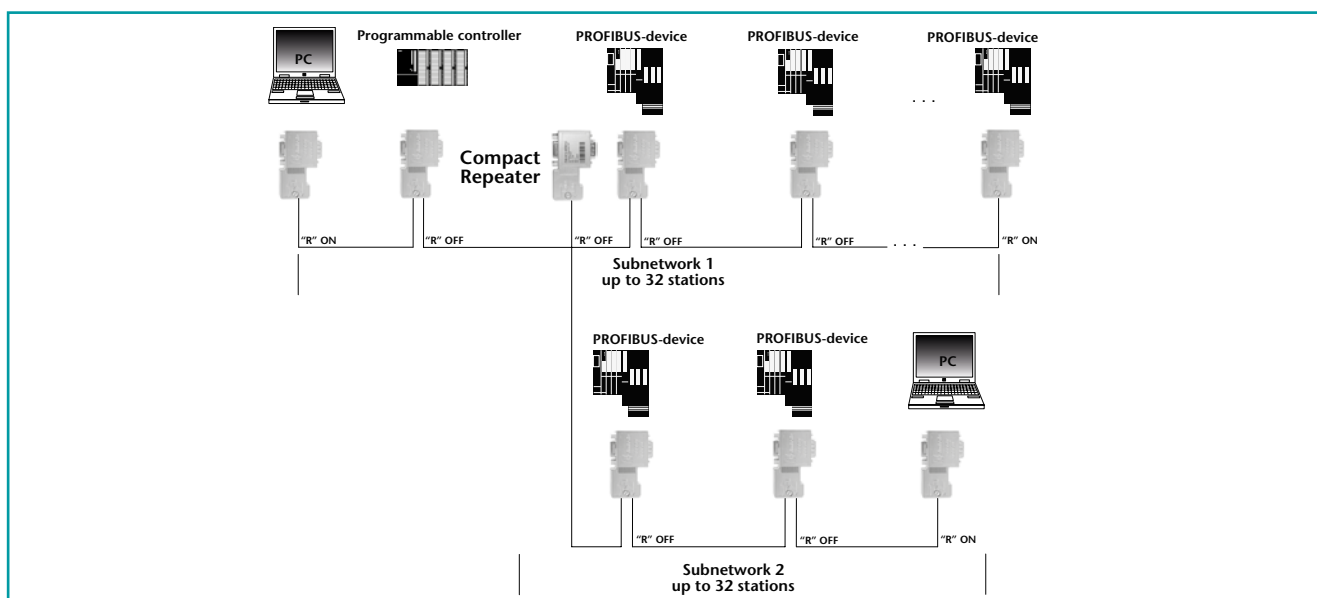 Programmable controller
PROFIBUS-device
PROFIBUS-device
PROFIBUS-device
PC
. . .
Compact
Repeater
“R” ON
“R” OFF
“R” OFF
“R” OFF
“R” OFF
. . .
“R” ON
Subnetwork 1
up to 32 stations
PROFIBUS-device
PROFIBUS-device
PC
“R” OFF
“R” OFF
“R” ON
Subnetwork 2
up to 32 stations